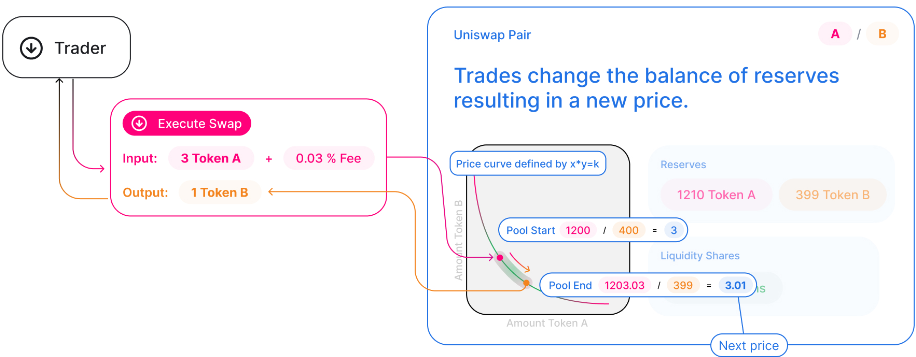 Trader
Execute Swap
Input: 3 Token A + 0.03 % Fee
Output: 1 Token B
Uniswap Pair
A / B
Trades change the balance of reserves
resulting in a new price.
Price curve defined by x*y=k
Amount Token B
Pool Start 1200 / 400 = 3
Pool End 1203.03 / 399 = 3.01
Amount Token A
Next price
Reserves
1210 Token A 399 Token B
Liquidity Shares